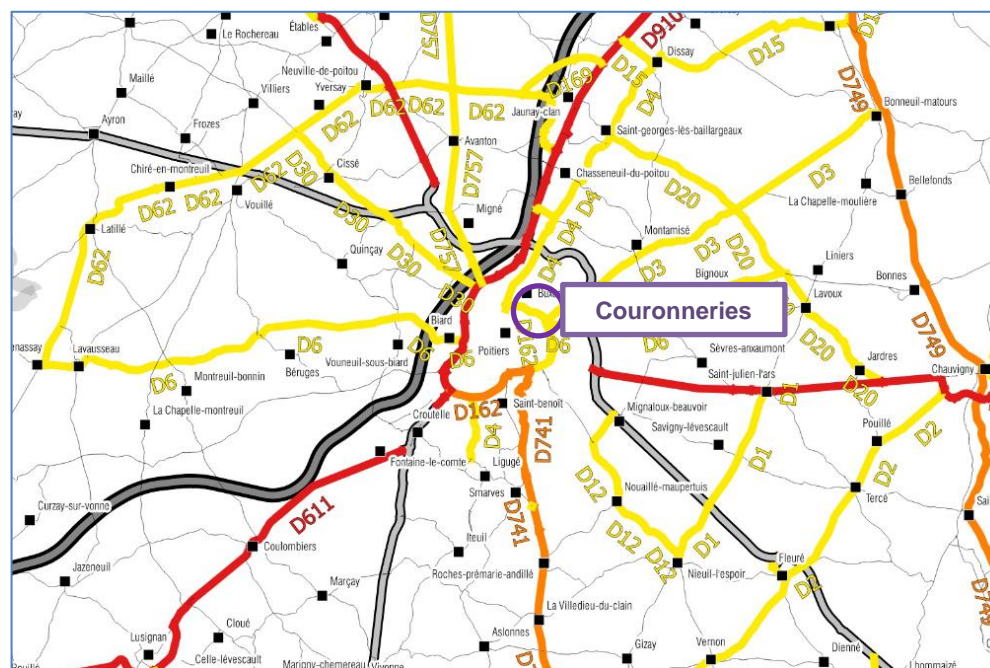 Étables
Le Rochereau
D757
D910
D15
D749
Dissay
D15
Maillé
Neuville-de-poitou
Yversay
Villiers
D62
D62
D62
D169
Jaunay-clan
D4
Bonneuil-matours
Ayron
Frozes
D62
Avanton
Saint-georges-lès-baillargeaux
Chiré-en-montreuil
D62
D30
Cissé
D757
Chasseneuil-du-poitou
D4
D20
D3
La Chapelle-moulière
Bellefonds
D62
D62
Vouillé
D30
Migné
D4
Montamisé
Latillé
Quinçay
D757
D4
D3
D3
D20
D62
D30
D30
Bignoux
Liniers
Bonnes
Lavoux
Couronneries
Biard
Poitiers
D162
D6
D6
D20
D749
Lavausseau
D6
Béruges
Vouneuil-sous-biard
D6
D6
Sèvres-anxaumont
Saint-julien-l'ars
Jardres
Chauvigny
D6
Montreuil-bonnin
La Chapelle-montreuil
D162
Saint-benoît
D1
D20
Croutelle
D4
D741
Mignaloux-beauvoir
Savigny-lévescault
Pouillé
D2
Fontaine-le-comte
Ligugé
D1
D2
Curzay-sur-vonne
D611
Smarves
D12
Nouaillé-maupertuis
Tercé
D741
Coulombiers
Iteuil
D12
D1
Jazeneuil
Roches-prémarie-andillé
D12
Nieuil-l'espoir
Fleuré
D2
Marçay
La Villedieu-du-clain
Cloué
Lusignan
Celle-lévescault
Aslonnes
Gizay
Vernon
Dienné
Marigny-chemereau